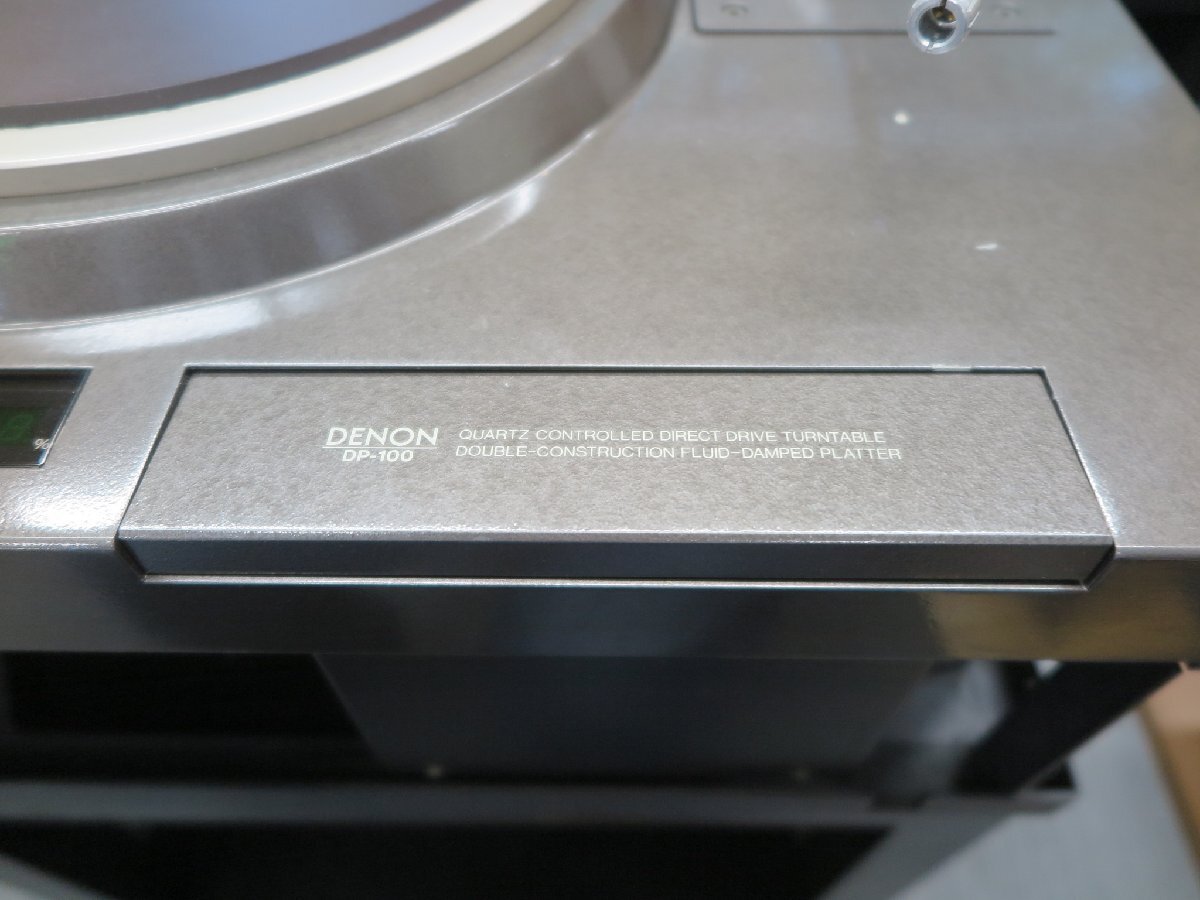 DENON
DP-100
QUARTZ CONTROLLED DIRECT DRIVE TURNTABLE
DOUBLE-CONSTRUCTION FLUID-DAMPED PLATTER
%